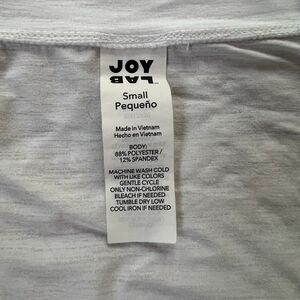 JOY
LAB
Small
Pequeño
Made in Vietnam
Hecho en Vietnam
BODY:
88% POLYESTER /
12% SPANDEX
MACHINE WASH COLD
WITH LIKE COLORS
GENTLE CYCLE
ONLY NON-CHLORINE
BLEACH IF NEEDED
TUMBLE DRY LOW
COOL IRON IF NEEDED